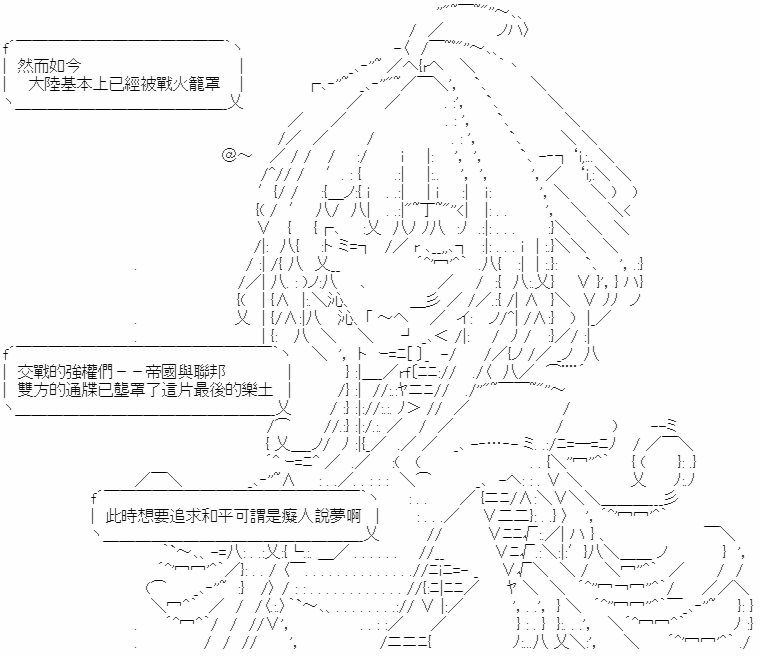 然而如今
大陸基本上已經被戰火籠罩
交戰的強權們－－帝國與聯邦
雙方的通牒已壟罩了這片最後的樂土
此時想要追求和平可謂是癡人說夢啊